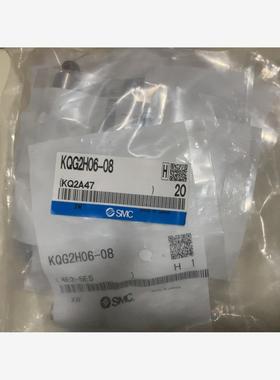 KQG2H06-08 H
(KQ2A47 ) 20
SMC
KQG2H06-08
H 1
SMC